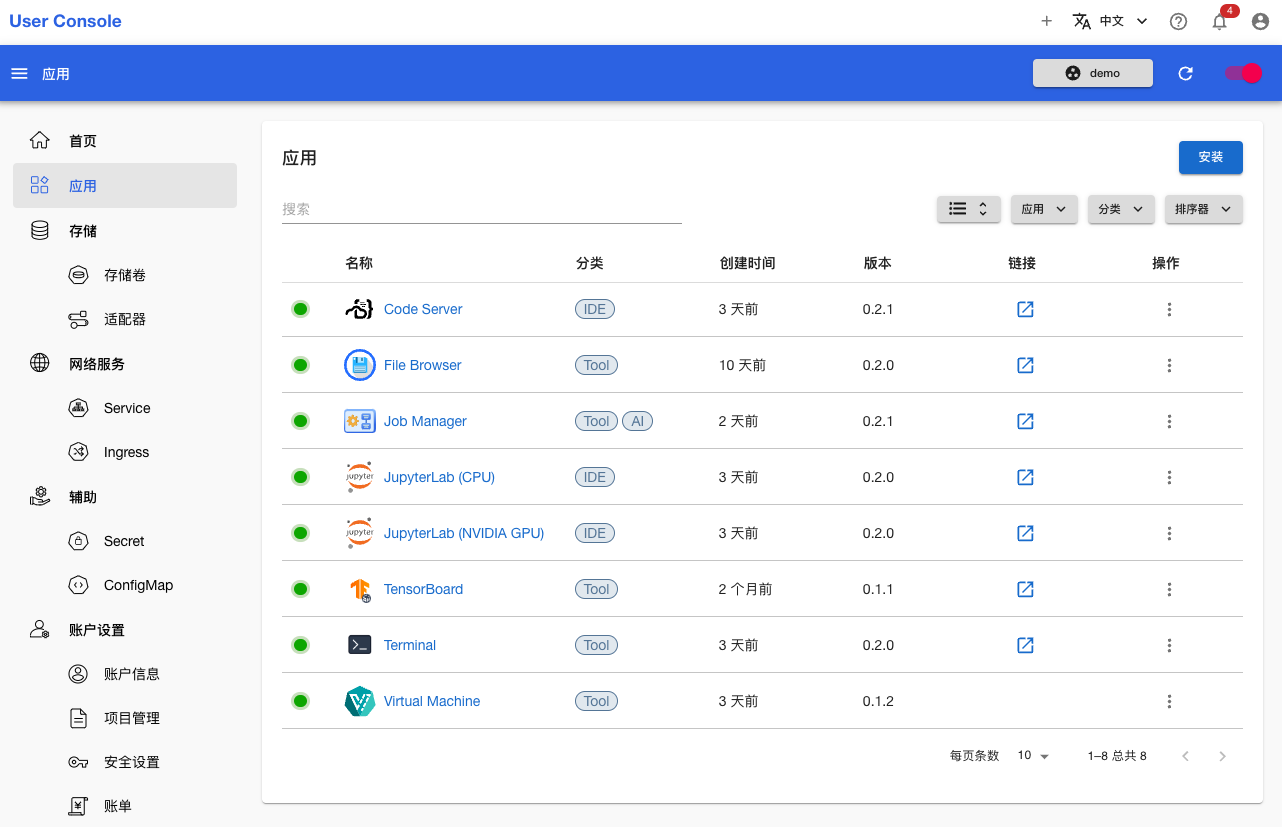 User Console
中文
4
应用
demo
首页
应用
存储
存储卷
适配器
网络服务
Service
Ingress
辅助
Secret
ConfigMap
账户设置
账户信息
项目管理
安全设置
账单
应用
安装
搜索
应用 分类 排序器
名称 分类 创建时间 版本 链接 操作
Code Server IDE 3 天前 0.2.1
File Browser Tool 10 天前 0.2.0
Job Manager Tool AI 2 天前 0.2.1
jupyter JupyterLab (CPU) IDE 3 天前 0.2.0
jupyter JupyterLab (NVIDIA GPU) IDE 3 天前 0.2.0
TensorBoard Tool 2 个月前 0.1.1
Terminal Tool 3 天前 0.2.0
Virtual Machine Tool 3 天前 0.1.2
每页条数 10 1–8 总共 8